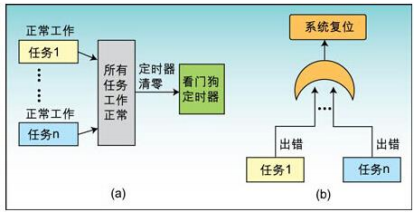 正常工作
任务1
正常工作
任务n
所有
任务
工作
正常
定时器
清零
看门狗
定时器
(a)
系统复位
出错
出错
任务1
任务n
(b)